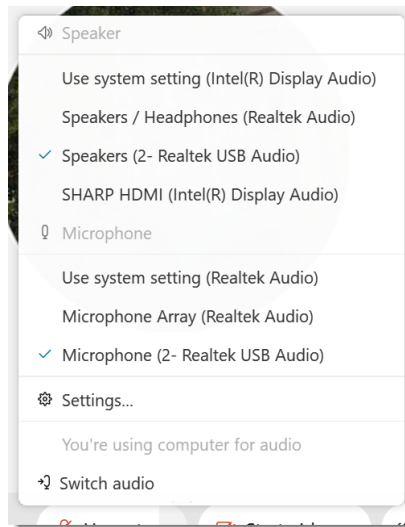 Speaker
Use system setting (Intel(R) Display Audio)
Speakers / Headphones (Realtek Audio)
Speakers (2- Realtek USB Audio)
SHARP HDMI (Intel(R) Display Audio)
Microphone
Use system setting (Realtek Audio)
Microphone Array (Realtek Audio)
Microphone (2- Realtek USB Audio)
Settings...
You're using computer for audio
Switch audio